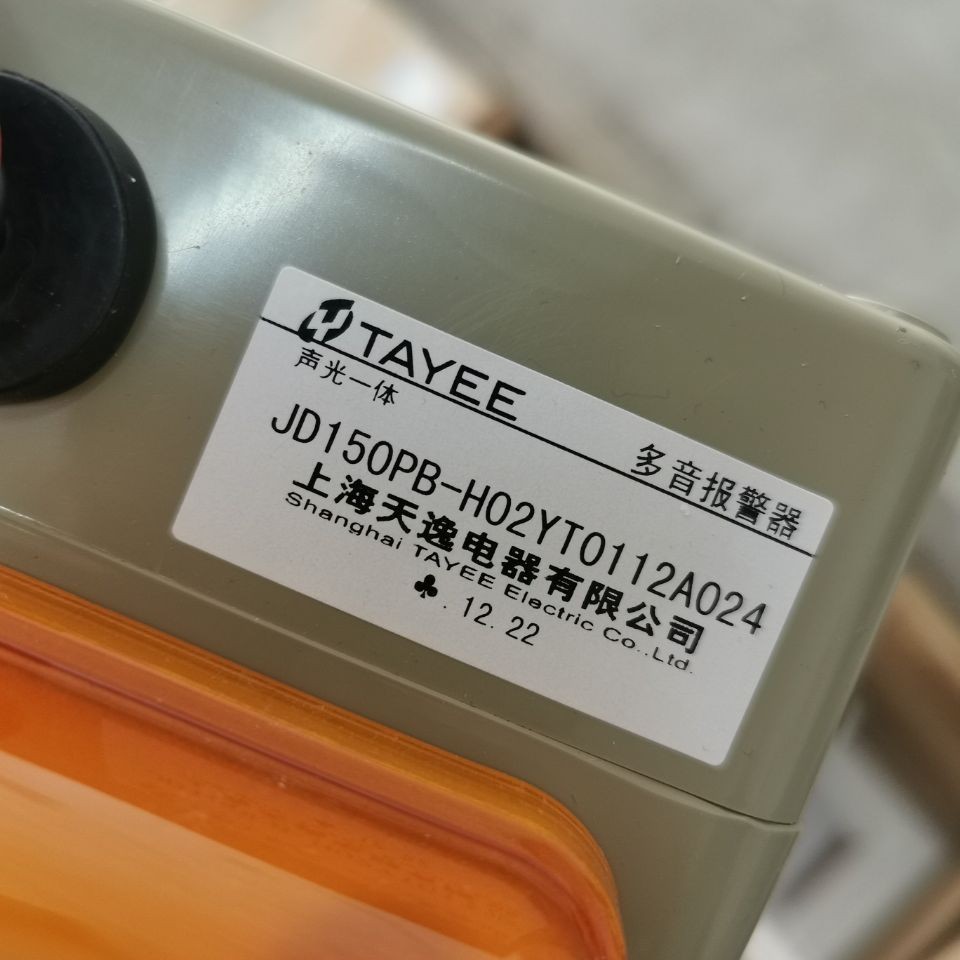 TAYEE
声光一体
多音报警器
JD150PB-H02YT0112A024
上海天逸电器有限公司
Shanghai TAYEE Electric Co.,Ltd.
♣.12.22